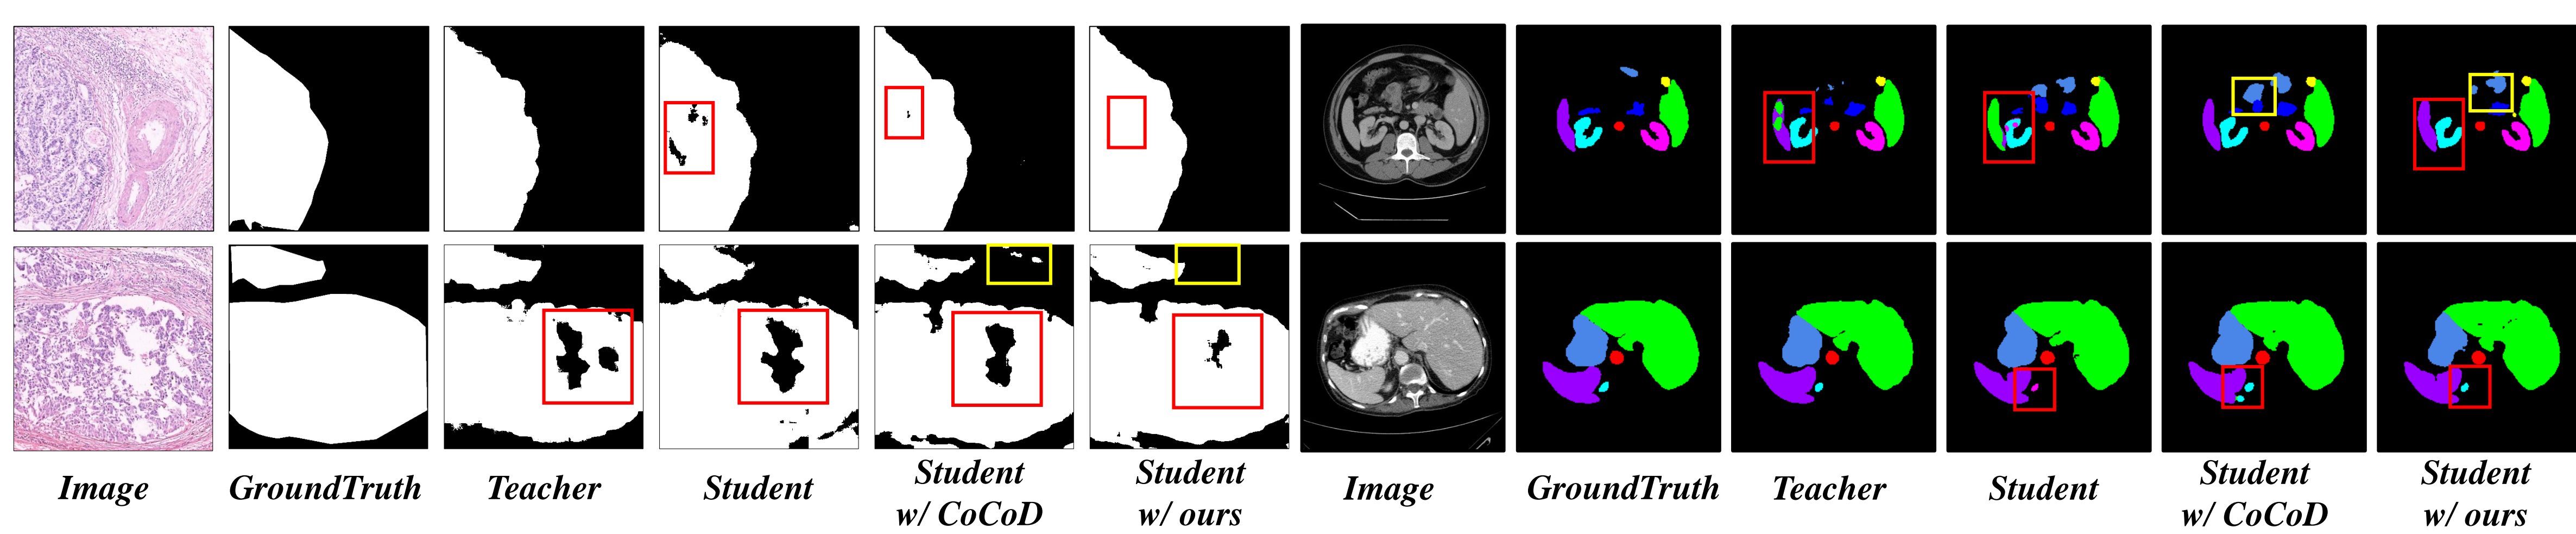 Image
GroundTruth
Teacher
Student
Student
w/ CoCoD
Student
w/ ours
Image
GroundTruth
Teacher
Student
Student
w/ CoCoD
Student
w/ ours